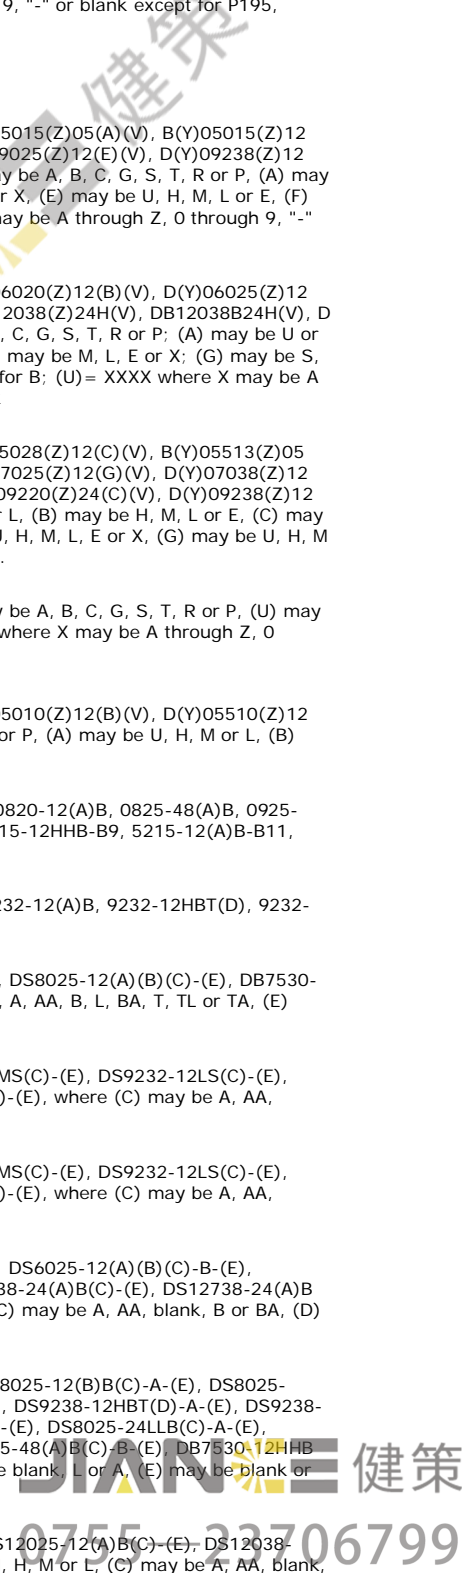 9, "-" or blank except for P195,
健策
5015(Z)05(A)(V), B(Y)05015(Z)12
9025(Z)12(E)(V), D(Y)09238(Z)12
y be A, B, C, G, S, T, R or P, (A) may
r X, (E) may be U, H, M, L or E, (F)
may be A through Z, 0 through 9, "-"
6020(Z)12(B)(V), D(Y)06025(Z)12
2038(Z)24H(V), DB12038B24H(V), D
, C, G, S, T, R or P; (A) may be U or
may be M, L, E or X; (G) may be S,
for B; (U)= XXXX where X may be A
5028(Z)12(C)(V), B(Y)05513(Z)05
7025(Z)12(G)(V), D(Y)07038(Z)12
09220(Z)24(C)(V), D(Y)09238(Z)12
r L, (B) may be H, M, L or E, (C) may
U, H, M, L, E or X, (G) may be U, H, M
.
y be A, B, C, G, S, T, R or P, (U) may
where X may be A through Z, 0
5010(Z)12(B)(V), D(Y)05510(Z)12
or P, (A) may be U, H, M or L, (B)
0820-12(A)B, 0825-48(A)B, 0925-
15-12HHB-B9, 5215-12(A)B-B11,
232-12(A)B, 9232-12HBT(D), 9232-
, DS8025-12(A)(B)(C)-(E), DB7530-
, A, AA, B, L, BA, T, TL or TA, (E)
MS(C)-(E), DS9232-12LS(C)-(E),
)-(E), where (C) may be A, AA,
MS(C)-(E), DS9232-12LS(C)-(E),
)-(E), where (C) may be A, AA,
DS6025-12(A)(B)(C)-B-(E),
38-24(A)B(C)-(E), DS12738-24(A)B
C) may be A, AA, blank, B or BA, (D)
8025-12(B)B(C)-A-(E), DS8025-
, DS9238-12HBT(D)-A-(E), DS9238-
-(E), DS8025-24LLB(C)-A-(E),
5-48(A)B(C)-B-(E), DB7530-12HHB
e blank, L or A, (E) may be blank or
JIANCE 健策
0755—23706799
S12025-12(A)B(C)-(E), DS12038-
, H, M or L, (C) may be A, AA, blank,